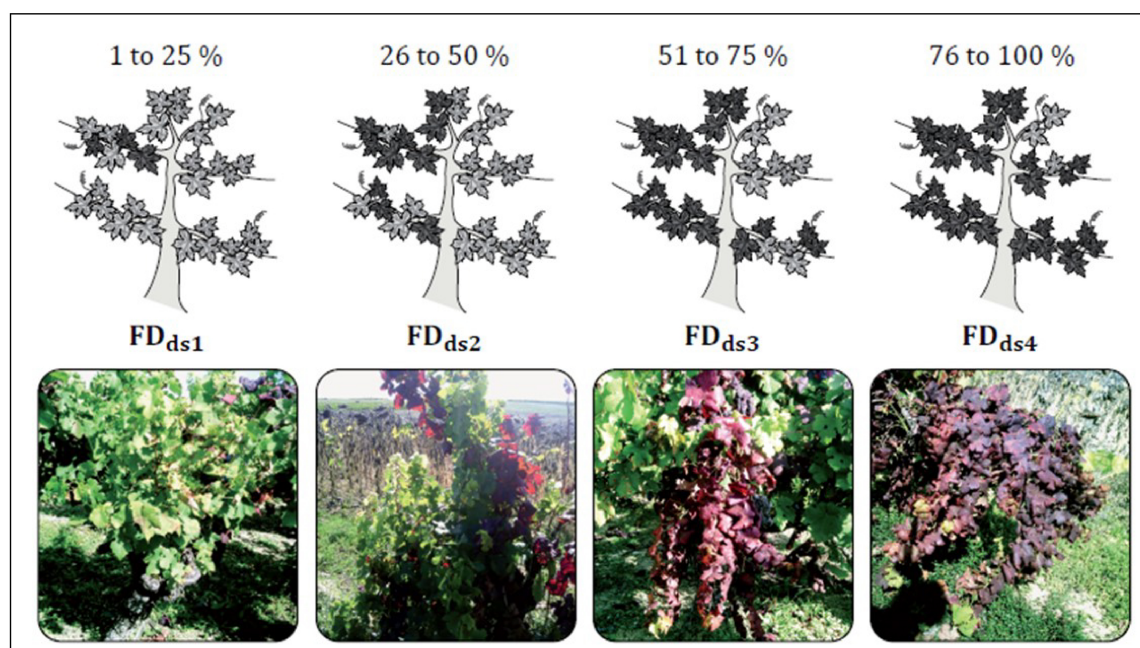 1 to 25 % 26 to 50 % 51 to 75 % 76 to 100 %
FDds1 FDds2 FDds3 FDds4